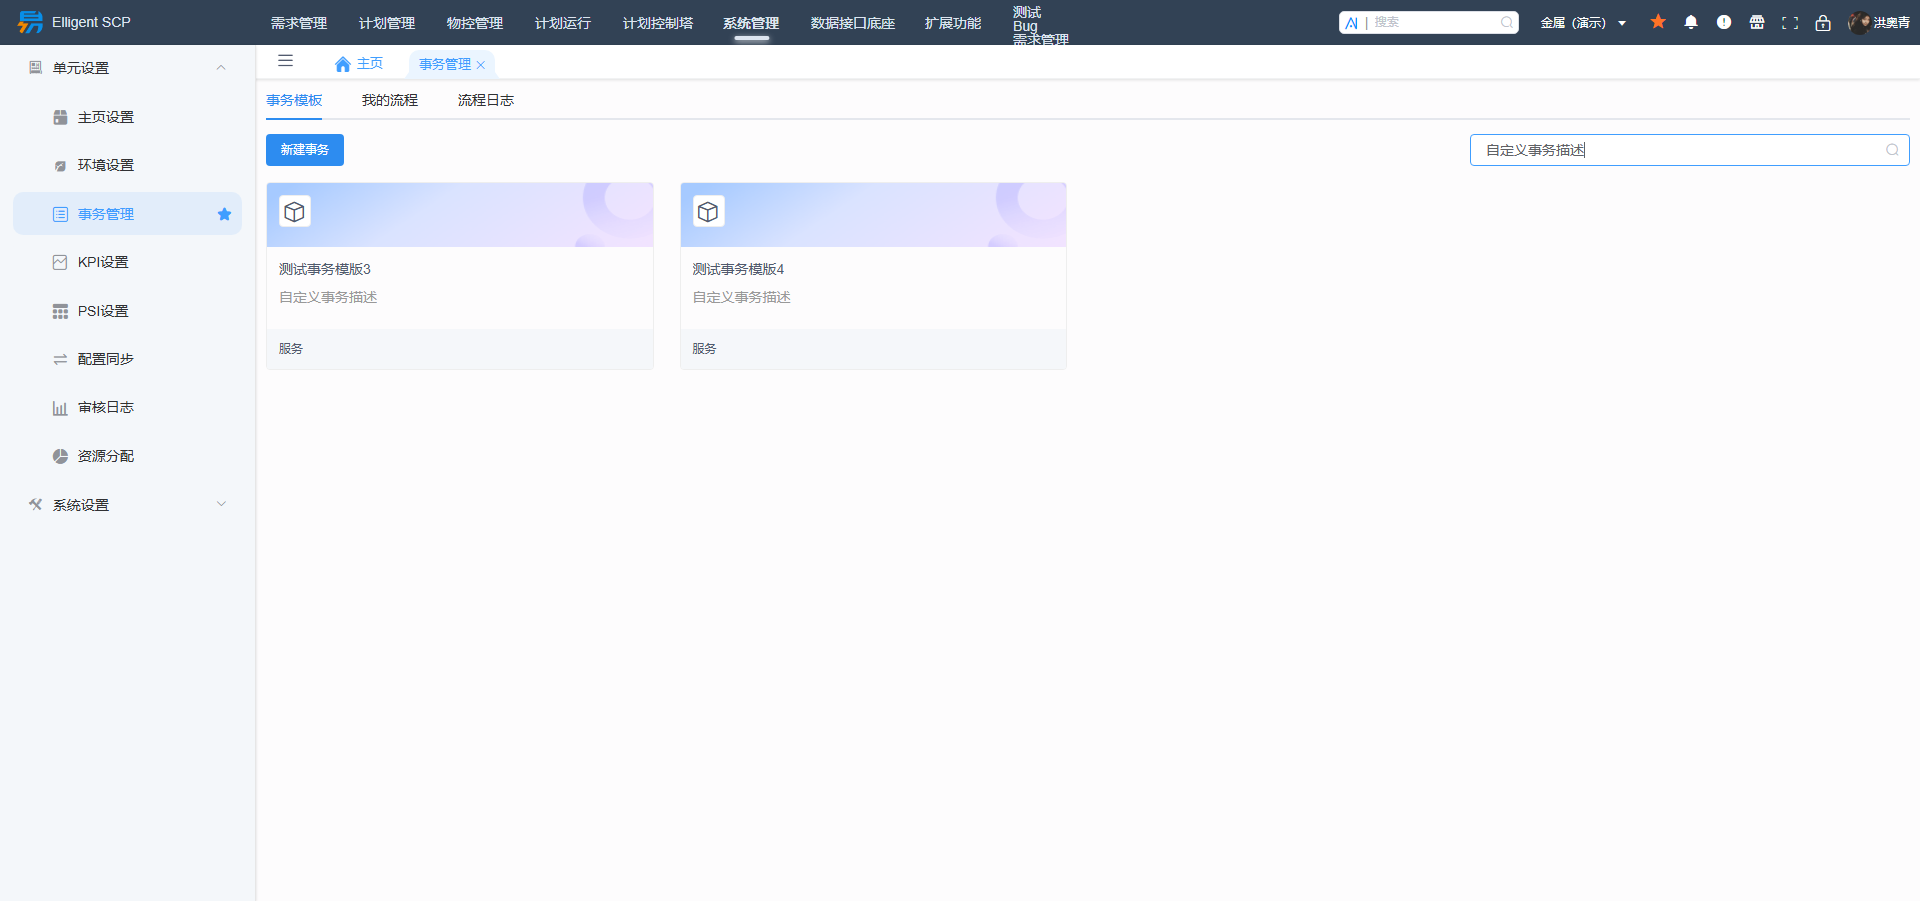 Elligent SCP
需求管理
计划管理
物控管理
计划运行
计划控制塔
系统管理
数据接口底座
扩展功能
测试
Bug
需求管理
AI | 搜索
金属（演示）
洪奥青
单元设置
主页设置
环境设置
事务管理
KPI设置
PSI设置
配置同步
审核日志
资源分配
系统设置
主页
事务管理
事务模板
我的流程
流程日志
新建事务
自定义事务描述
测试事务模版3
自定义事务描述
服务
测试事务模版4
自定义事务描述
服务